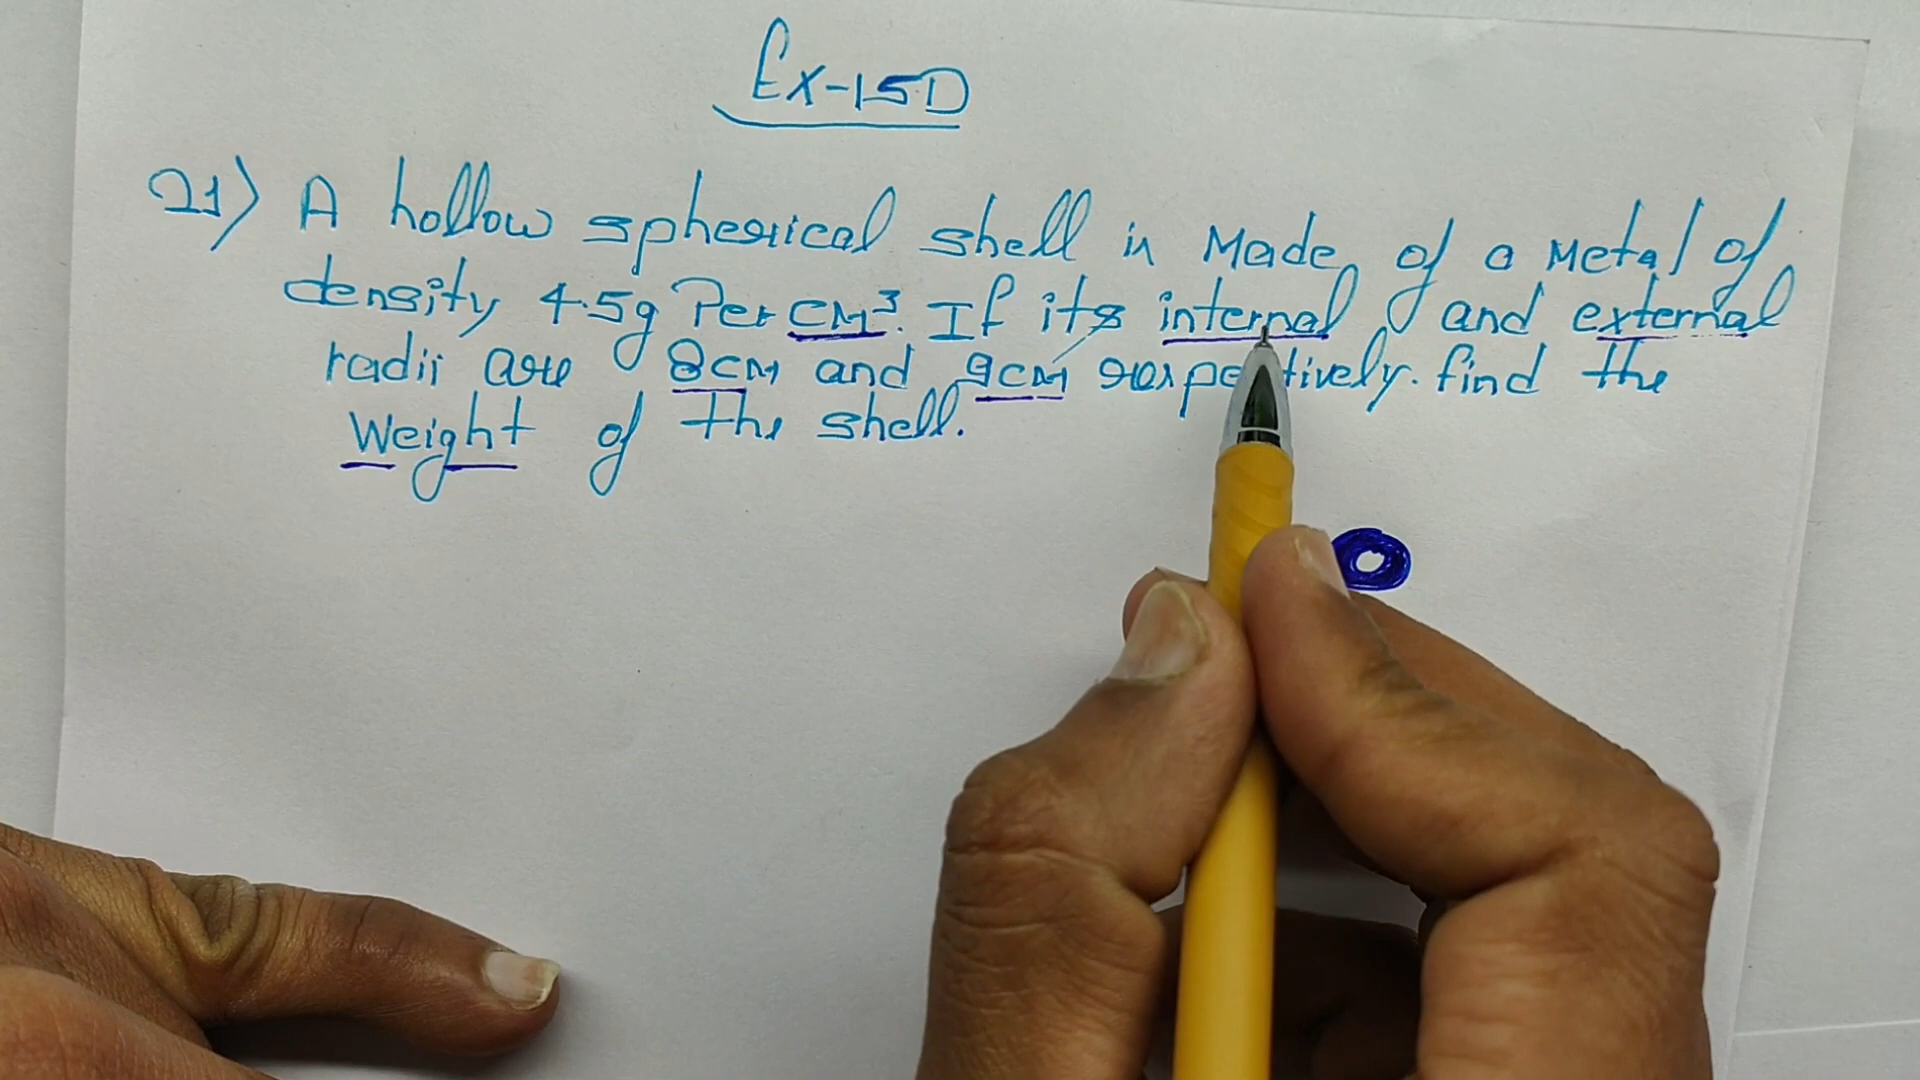 Ex-15D
21) A hollow spherical shell is Made of a Metal of
density 4.5g Per CM³. If its internal and external
radii are 8CM and 9CM respectively. find the
Weight of the shell.